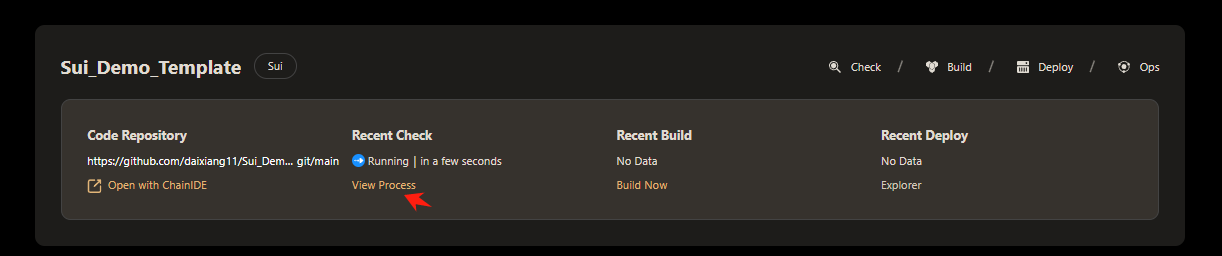 Sui_Demo_Template Sui Check / Build / Deploy / Ops
Code Repository Recent Check Recent Build Recent Deploy
https://github.com/daixiang11/Sui_Dem... git/main Running | in a few seconds No Data No Data
Open with ChainIDE View Process Build Now Explorer